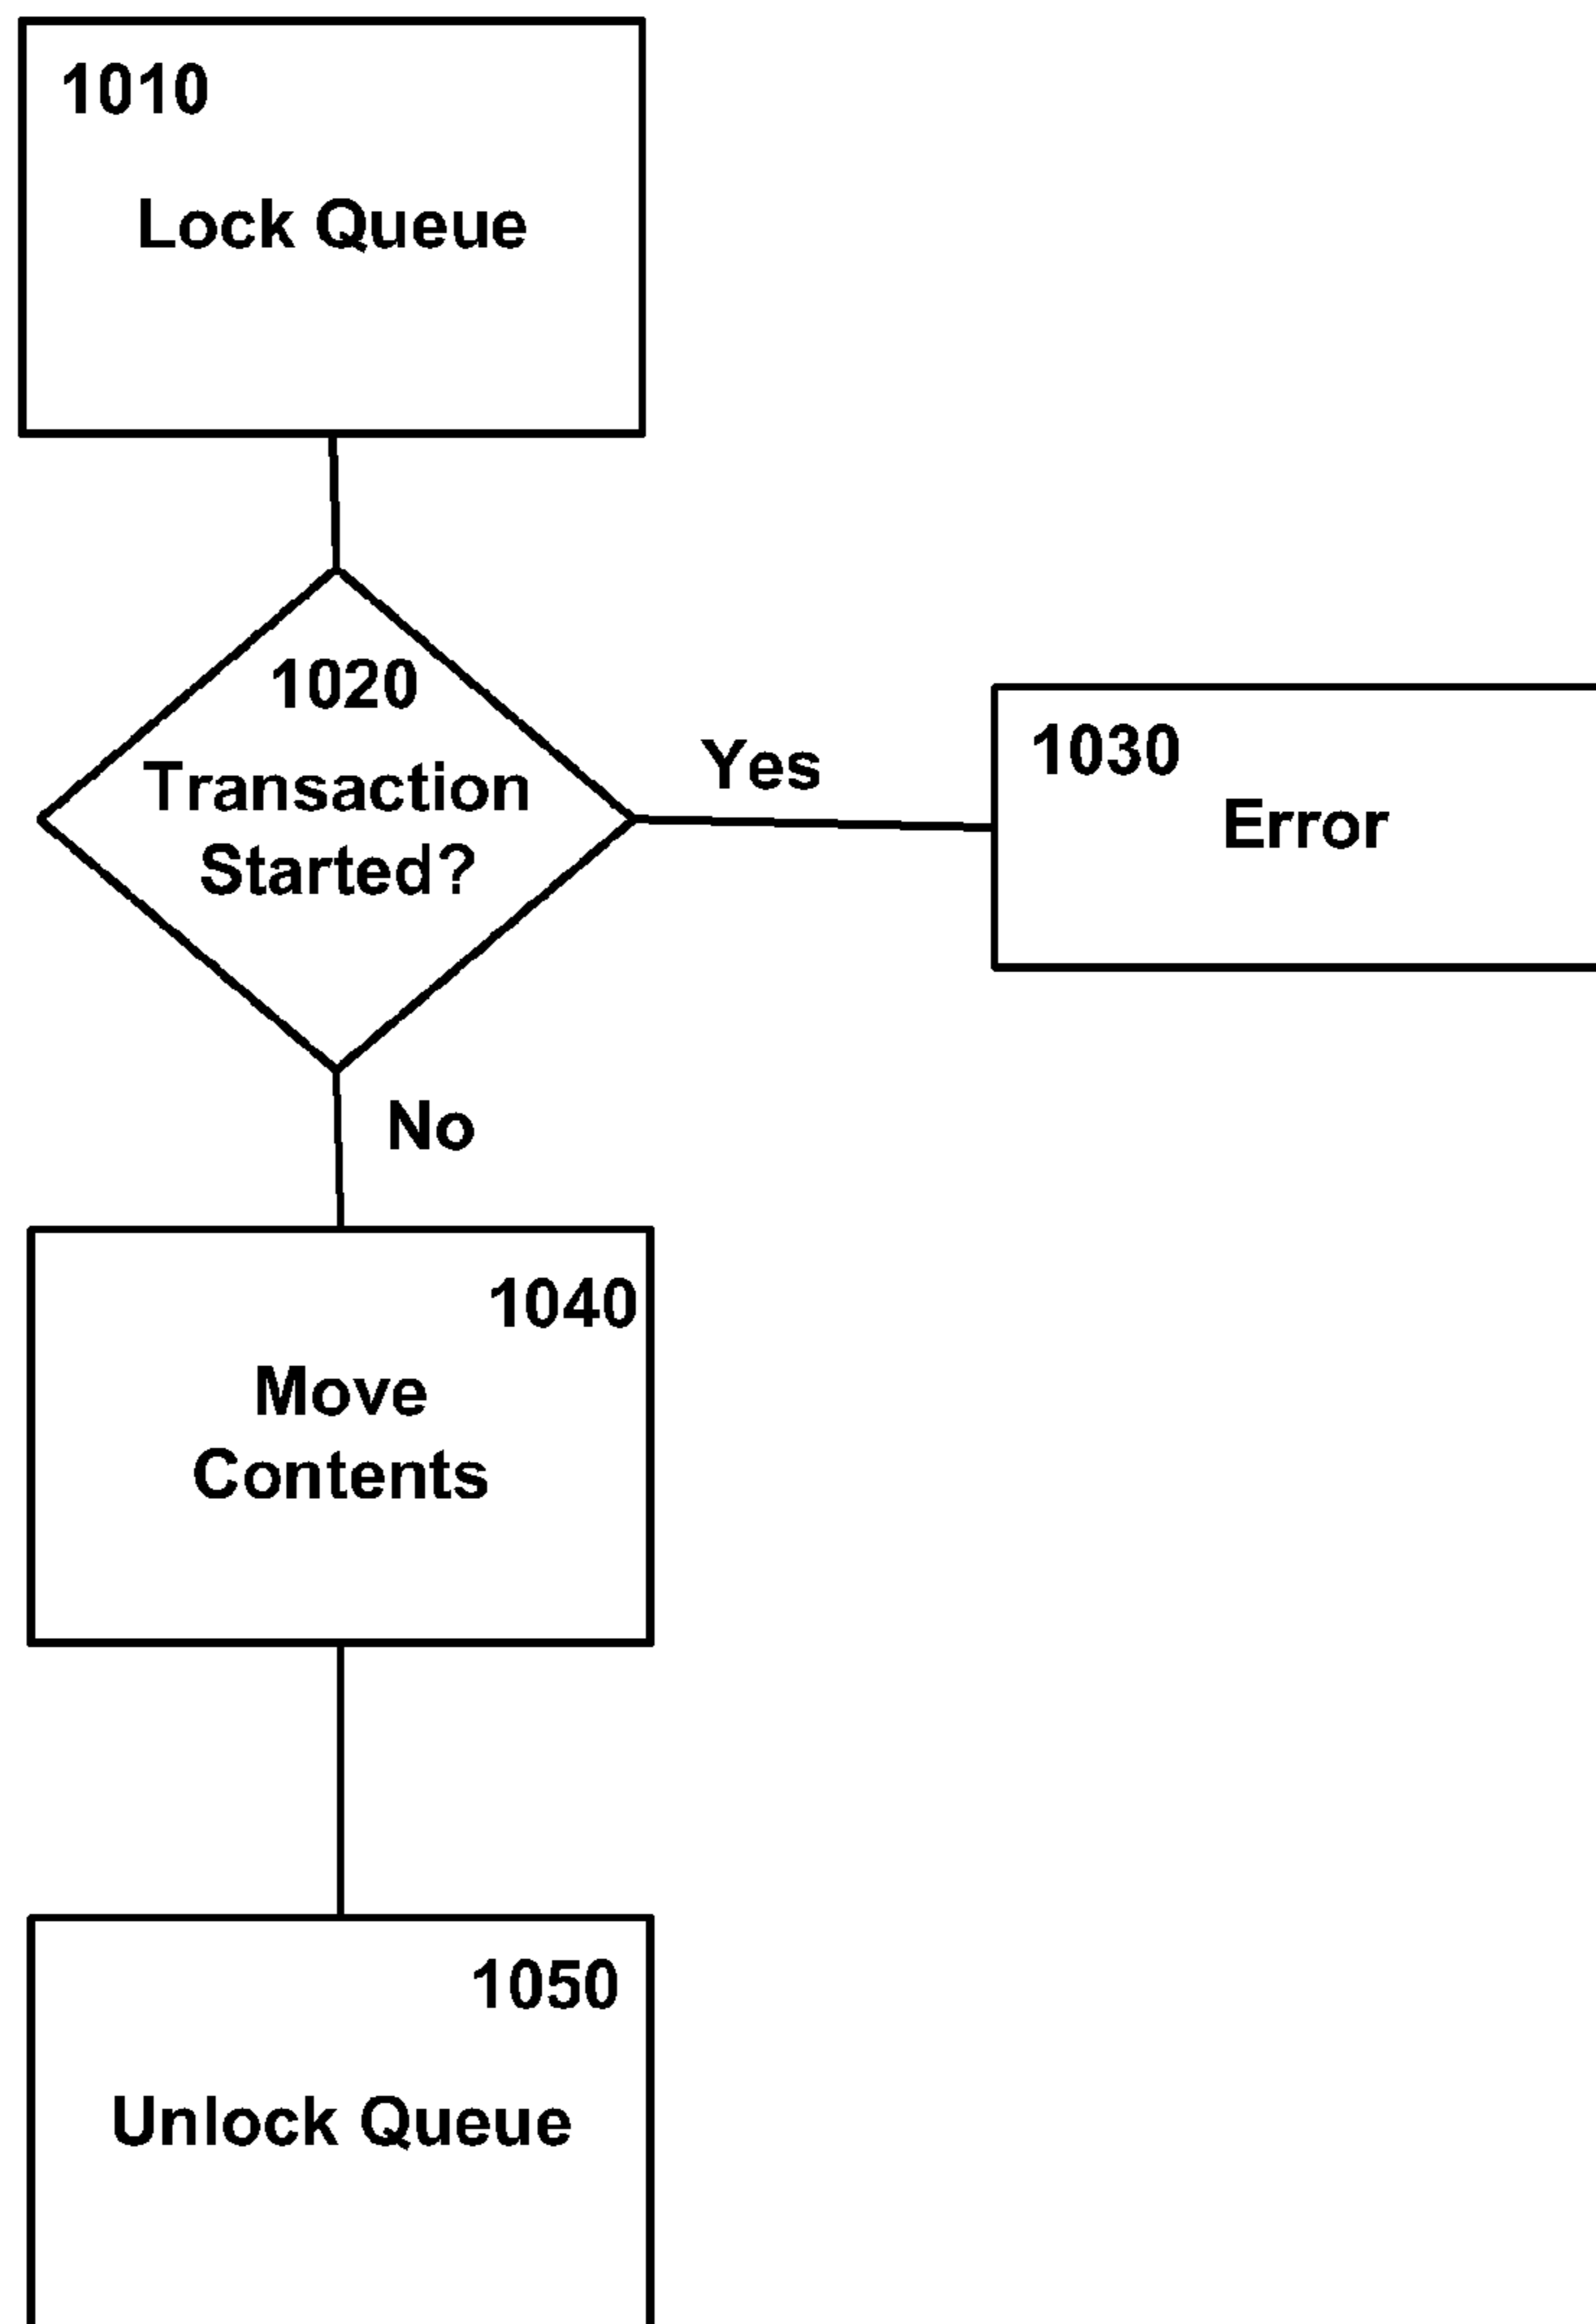 1010
Lock Queue
1020
Transaction
Started?
Yes
1030
Error
No
1040
Move
Contents
1050
Unlock Queue